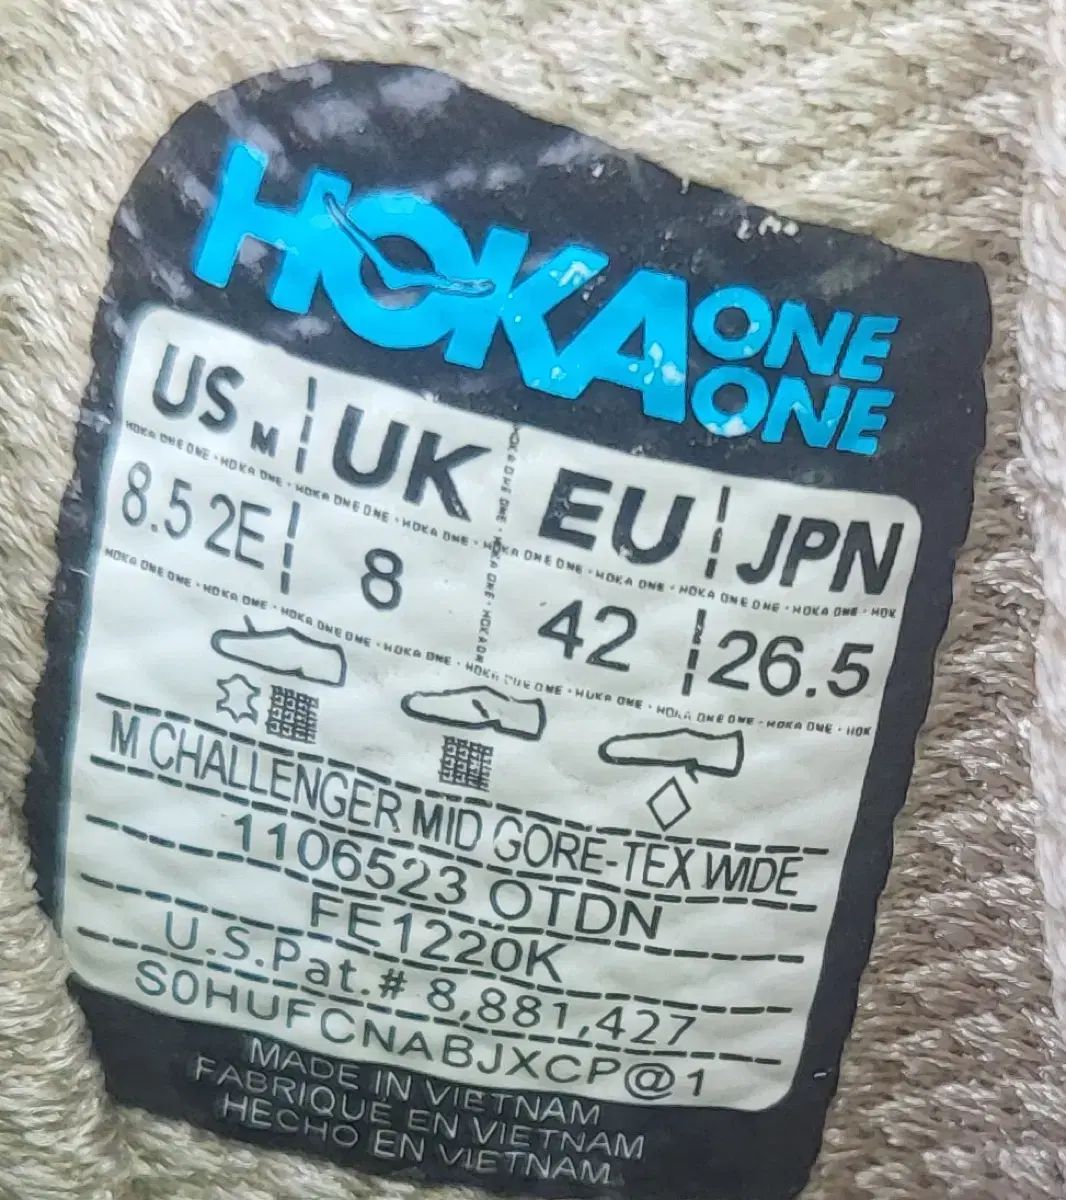 HOKA ONE ONE
US M UK EU JPN
8.5 2E 8 42 26.5
M CHALLENGER MID GORE-TEX WIDE
1106523 OTDN
FE1220K
U.S.Pat.# 8,881,427
S0HUFCNABJXCP@1
MADE IN VIETNAM
FABRIQUÉ EN VIETNAM
HECHO EN VIETNAM